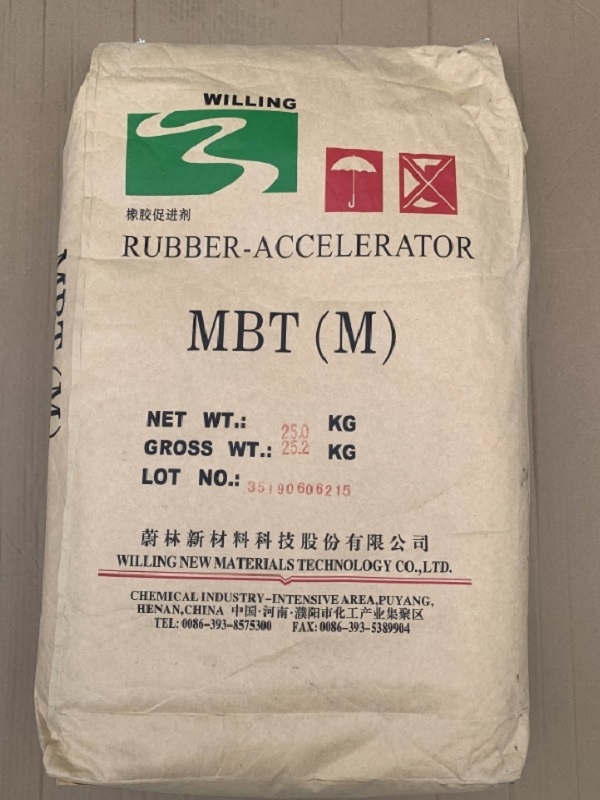 WILLING
橡胶促进剂
RUBBER-ACCELERATOR
MBT (M)
MBT (M)
NET WT.: 25.0 KG
GROSS WT.: 25.2 KG
LOT NO.: 35190606215
蔚林新材料科技股份有限公司
WILLING NEW MATERIALS TECHNOLOGY CO.,LTD.
CHEMICAL INDUSTRY-INTENSIVE AREA,PUYANG,
HENAN,CHINA 中国·河南·濮阳市化工产业集聚区
TEL: 0086-393-8575300 FAX: 0086-393-5389904